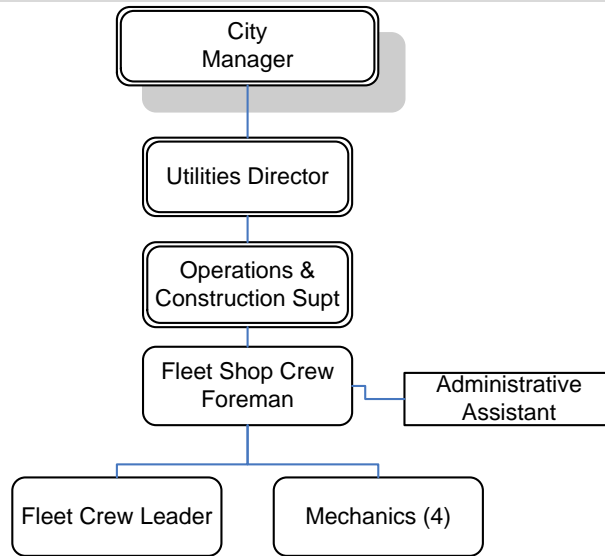 City
Manager
Utilities Director
Operations &
Construction Supt
Fleet Shop Crew
Foreman
Administrative
Assistant
Fleet Crew Leader
Mechanics (4)